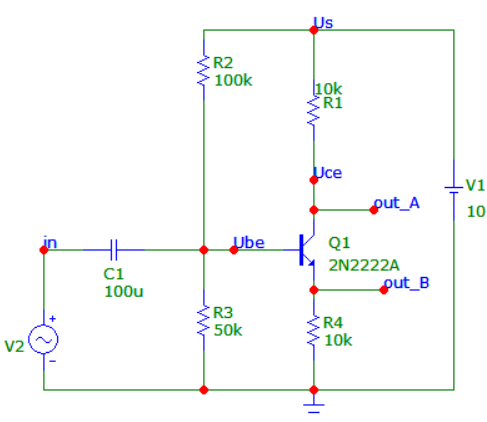 Us
R2
100k
10k
R1
Uce
out_A
V1
10
in
Ube
Q1
2N2222A
C1
100u
out_B
R3
50k
R4
10k
V2